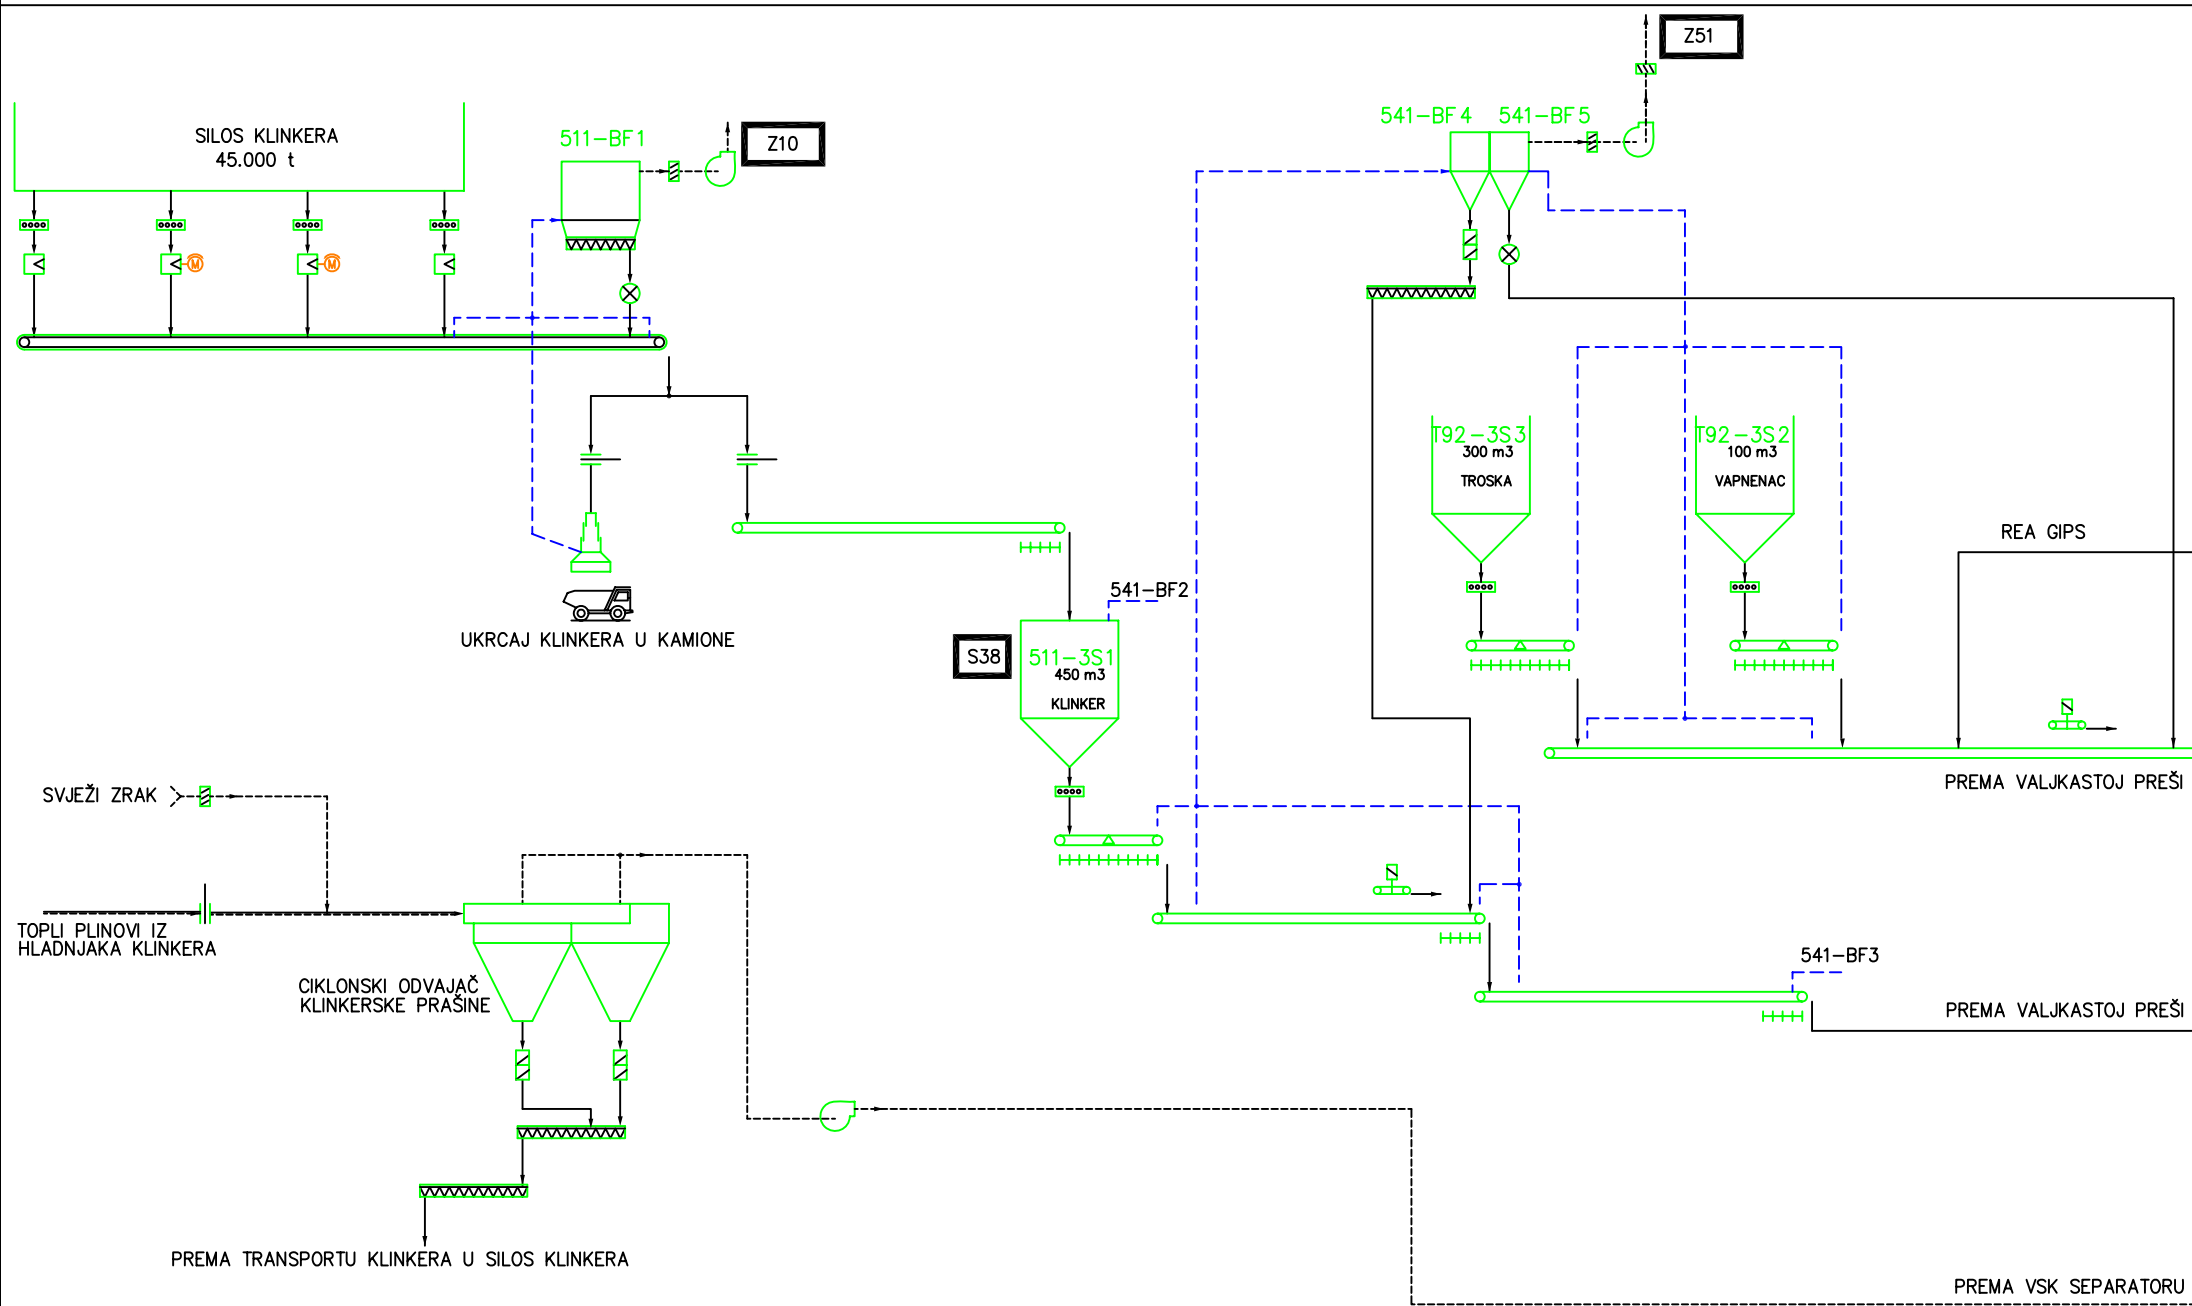 Z51
541-BF4 541-BF5
SILOS KLINKERA
45.000 t
511-BF1
Z10
M
M
T92-3S3
300 m3
TROSKA
T92-3S2
100 m3
VAPNENAC
REA GIPS
541-BF2
UKRCAJ KLINKERA U KAMIONE
S38
511-3S1
450 m3
KLINKER
PREMA VALJKASTOJ PREŠI
SVJEŽI ZRAK
TOPLI PLINOVI IZ
HLADNJAKA KLINKERA
CIKLONSKI ODVAJAČ
KLINKERSKE PRAŠINE
541-BF3
PREMA VALJKASTOJ PREŠI
PREMA TRANSPORTU KLINKERA U SILOS KLINKERA
PREMA VSK SEPARATORU